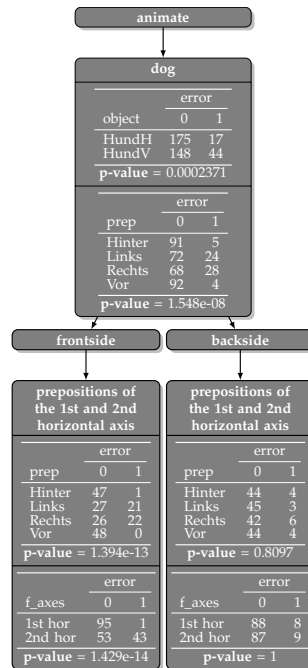 animate
dog
error
object 0 1
HundH 175 17
HundV 148 44
p-value = 0.0002371
error
prep 0 1
Hinter 91 5
Links 72 24
Rechts 68 28
Vor 92 4
p-value = 1.548e-08
frontside
prepositions of
the 1st and 2nd
horizontal axis
error
prep 0 1
Hinter 47 1
Links 27 21
Rechts 26 22
Vor 48 0
p-value = 1.394e-13
error
f_axes 0 1
1st hor 95 1
2nd hor 53 43
p-value = 1.429e-14
backside
prepositions of
the 1st and 2nd
horizontal axis
error
prep 0 1
Hinter 44 4
Links 45 3
Rechts 42 6
Vor 44 4
p-value = 0.8097
error
f_axes 0 1
1st hor 88 8
2nd hor 87 9
p-value = 1